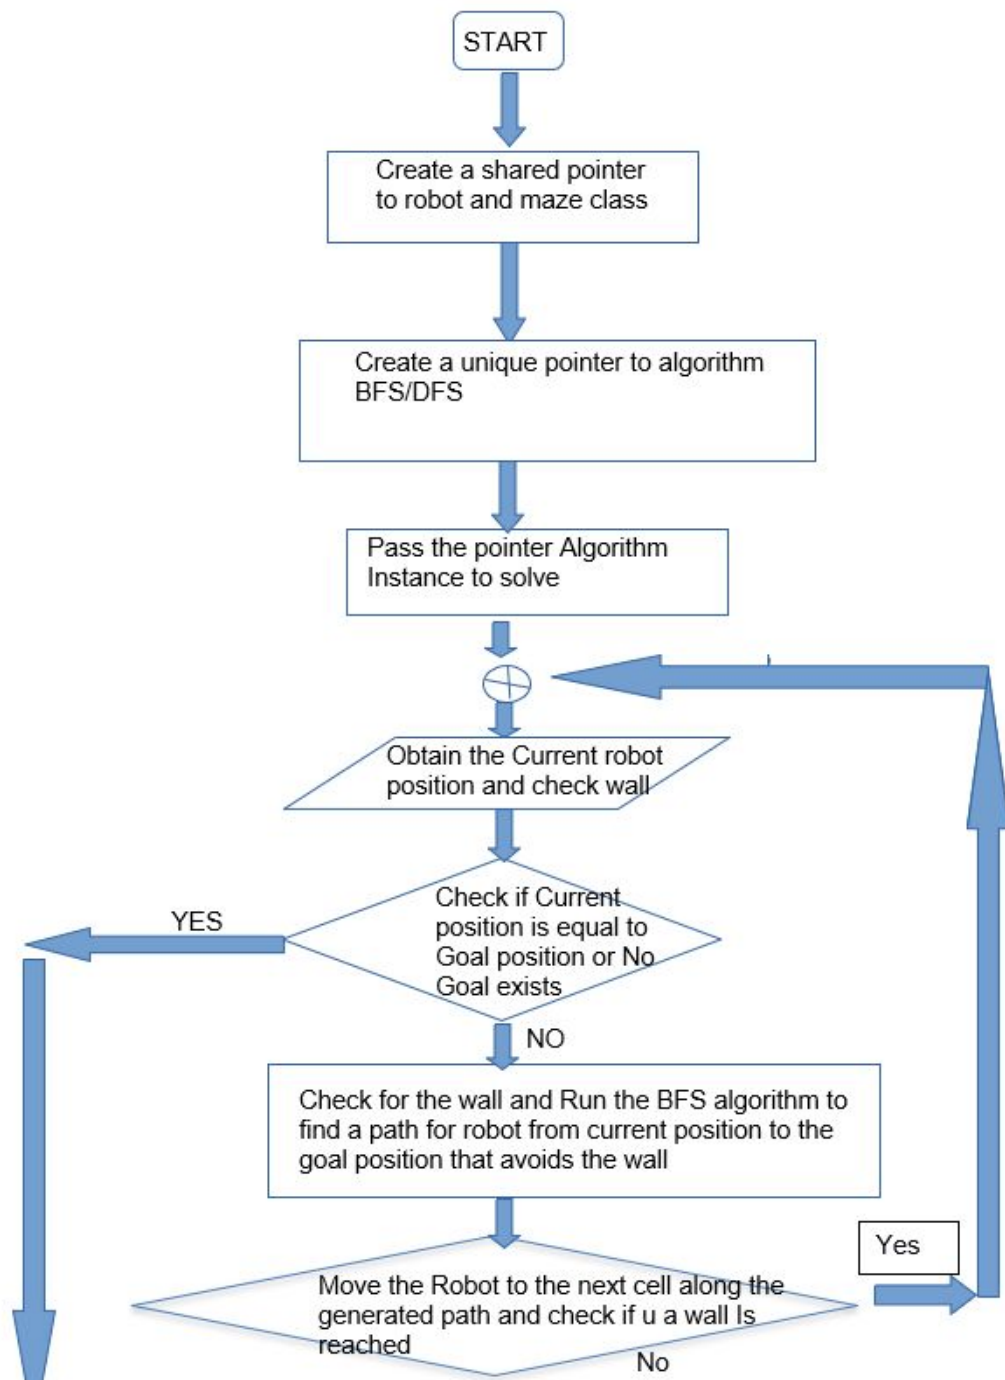 START
Create a shared pointer
to robot and maze class
Create a unique pointer to algorithm
BFS/DFS
Pass the pointer Algorithm
Instance to solve
Obtain the Current robot
position and check wall
Check if Current
position is equal to
Goal position or No
Goal exists
YES
NO
Check for the wall and Run the BFS algorithm to
find a path for robot from current position to the
goal position that avoids the wall
Yes
Move the Robot to the next cell along the
generated path and check if u a wall Is
reached
No